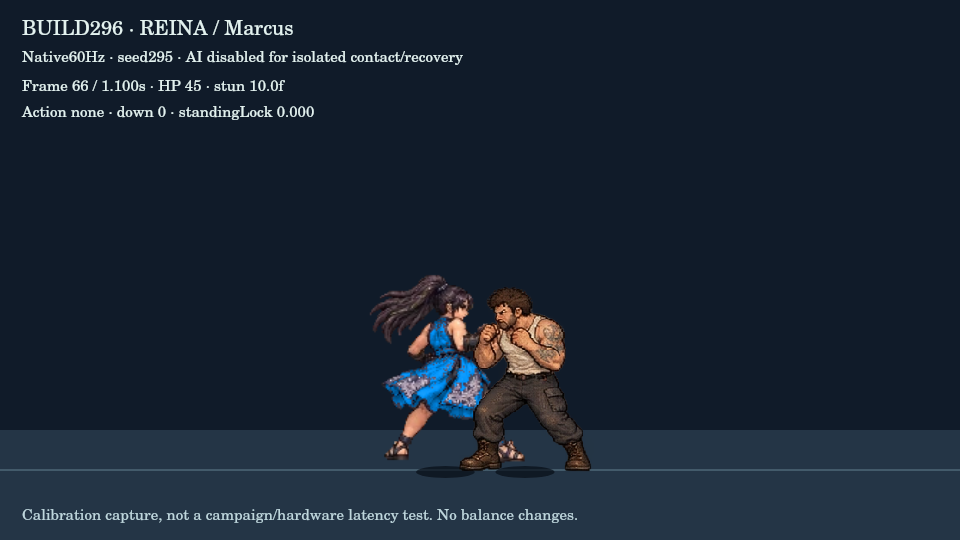 BUILD296 · REINA / Marcus
Native60Hz · seed295 · AI disabled for isolated contact/recovery
Frame 66 / 1.100s · HP 45 · stun 10.0f
Action none · down 0 · standingLock 0.000
Calibration capture, not a campaign/hardware latency test. No balance changes.